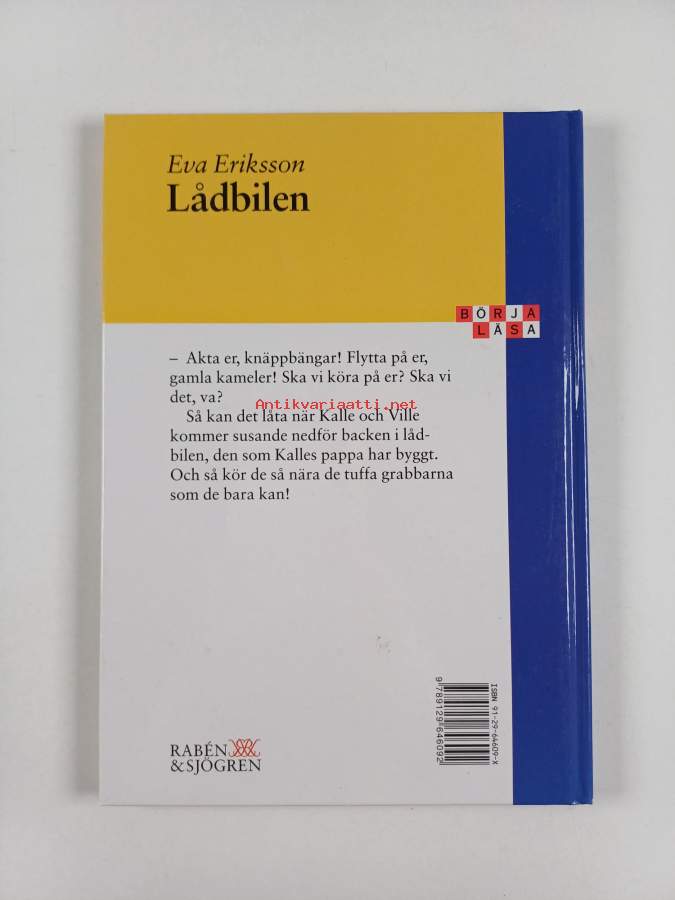 Eva Eriksson
Lådbilen
BÖRJA
LÄSA
– Akta er, knäppbängar! Flytta på er,
gamla kameler! Ska vi köra på er? Ska vi
det, va?
Antikvariaatti.net
Så kan det låta när Kalle och Ville
kommer susande nedför backen i låd-
bilen, den som Kalles pappa har byggt.
Och så kör de så nära de tuffa grabbarna
som de bara kan!
ISBN 91-29-64609-X
9 789129 646092
RABÉN
&SJÖGREN